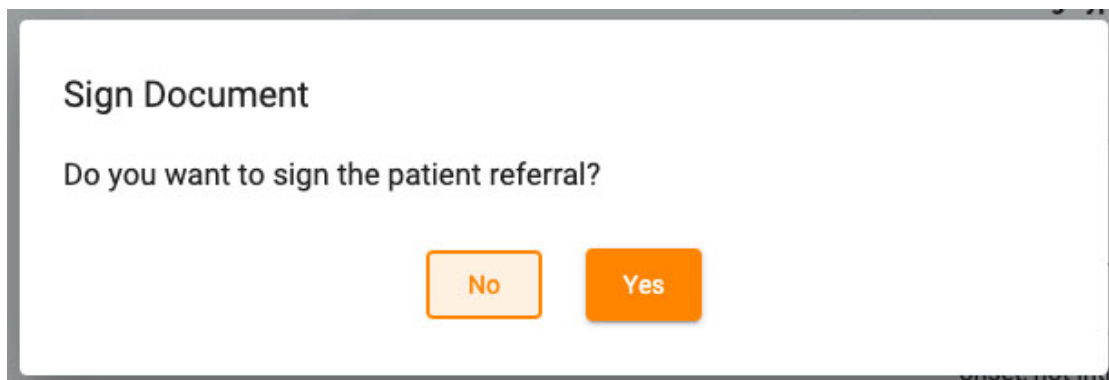 Sign Document
Do you want to sign the patient referral?
No
Yes